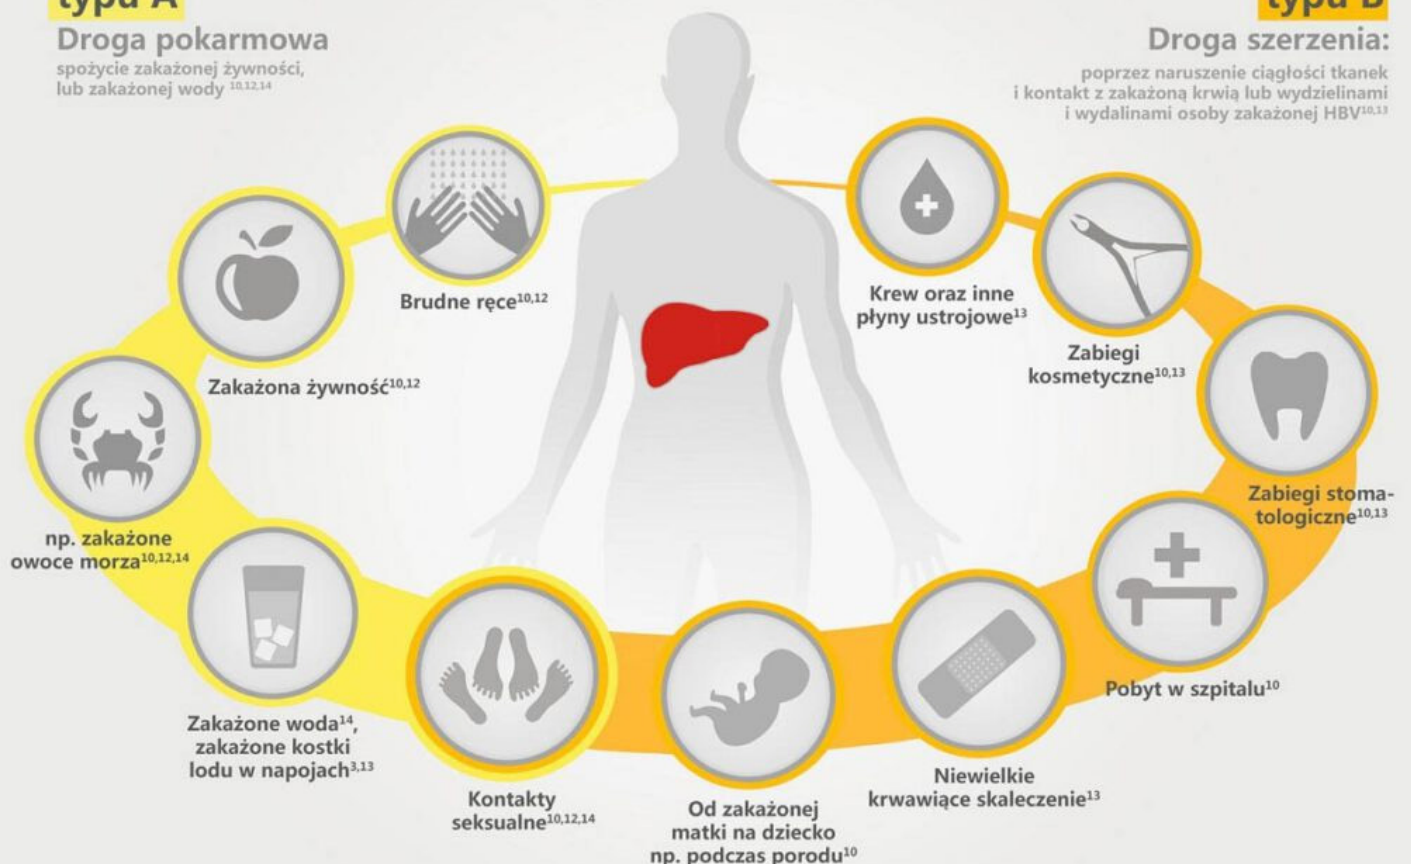 typu A
Droga pokarmowa
spożycie zakażonej żywności,
lub zakażonej wody 10,12,14
typu B
Droga szerzenia:
poprzez naruszenie ciągłości tkanek
i kontakt z zakażoną krwią lub wydzielinami
i wydalinami osoby zakażonej HBV10,13
Brudne ręce10,12
Zakażona żywność10,12
np. zakażone
owoce morza10,12,14
Zakażone woda14,
zakażone kostki
lodu w napojach3,13
Kontakty
seksualne10,12,14
Od zakażonej
matki na dziecko
np. podczas porodu10
Niewielkie
krwawiące skaleczenie13
Pobyt w szpitalu10
Zabiegi stoma-
tologiczne10,13
Zabiegi
kosmetyczne10,13
Krew oraz inne
płyny ustrojowe13